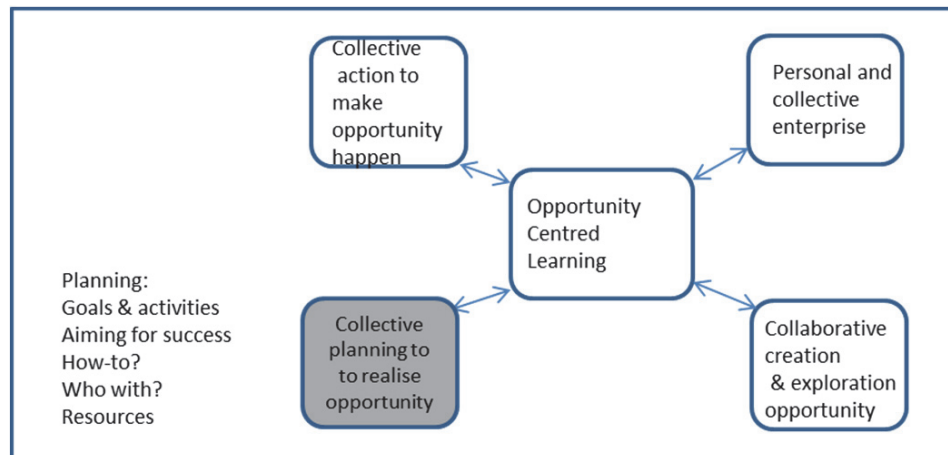 Collective
action to
make
opportunity
happen
Personal and
collective
enterprise
Opportunity
Centred
Learning
Planning:
Goals & activities
Aiming for success
How-to?
Who with?
Resources
Collective
planning to
to realise
opportunity
Collaborative
creation
& exploration
opportunity